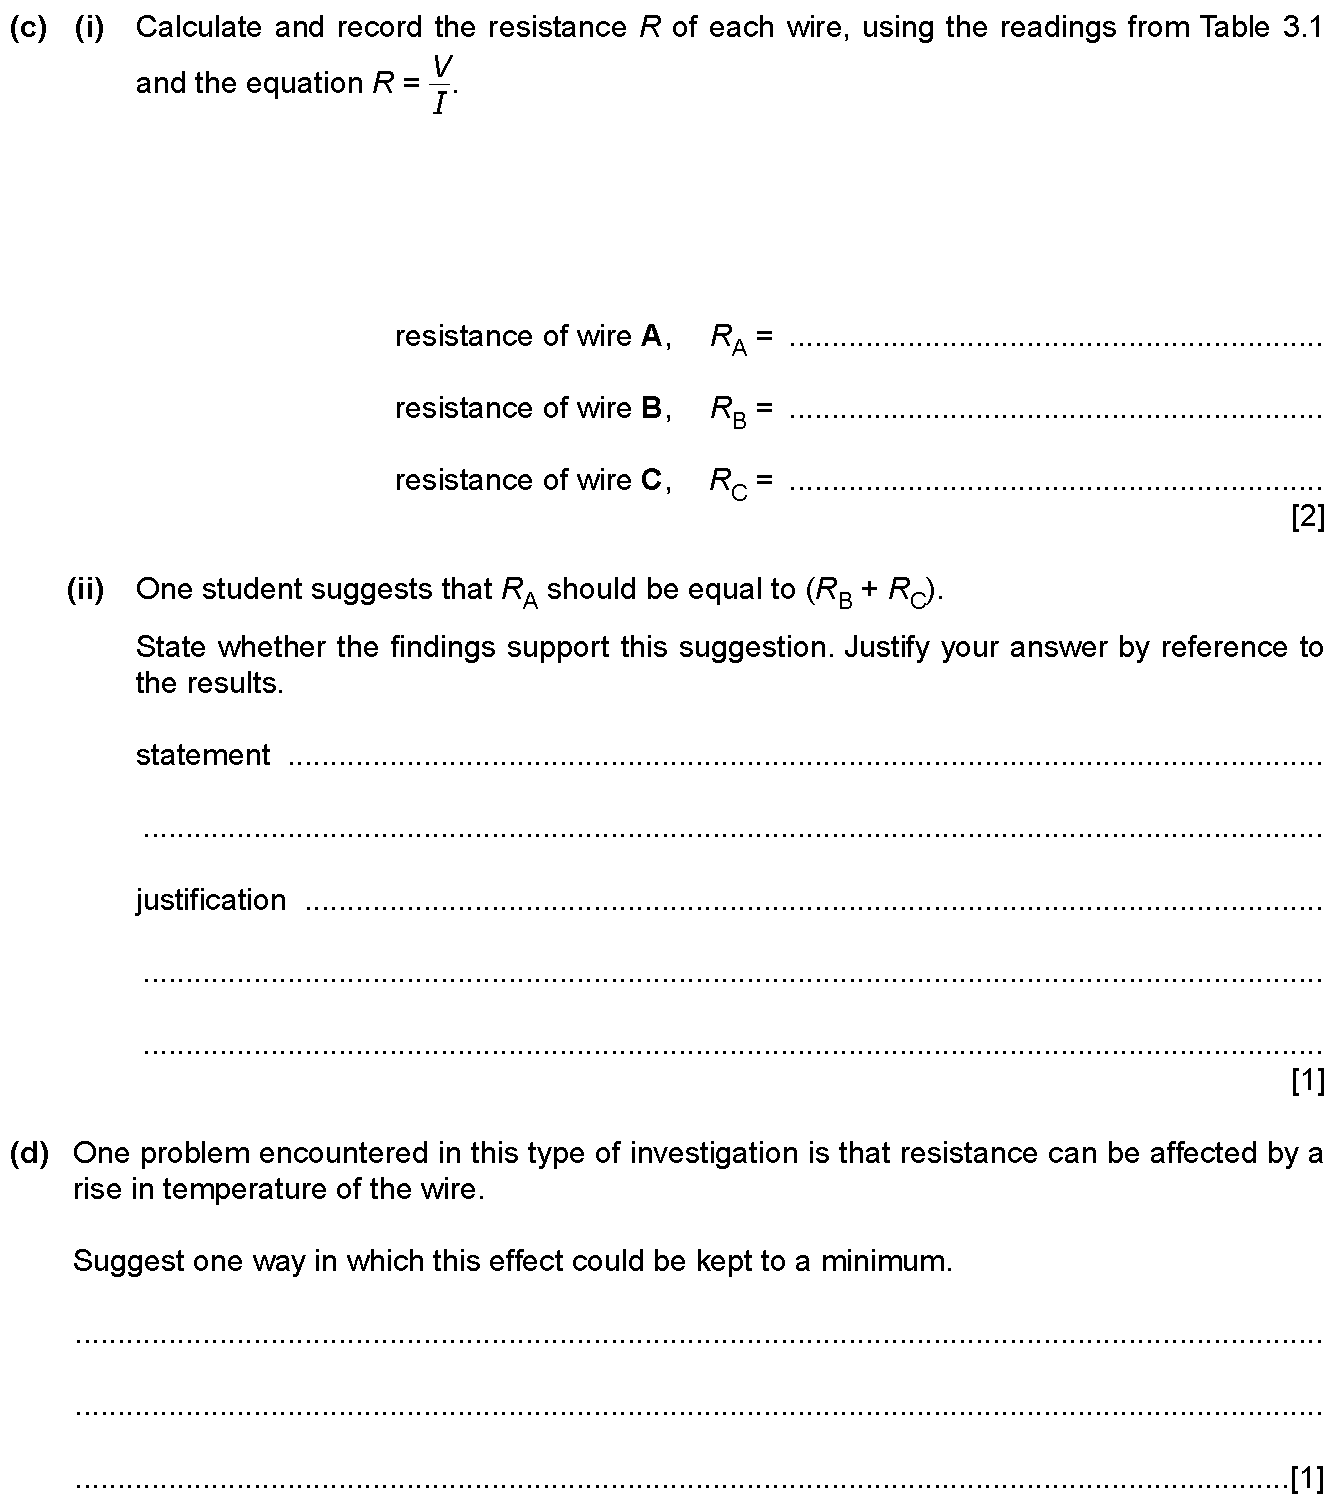 (c) (i) Calculate and record the resistance R of each wire, using the readings from Table 3.1
and the equation R = V/I.
resistance of wire A, R_A = ................................................................
resistance of wire B, R_B = ................................................................
resistance of wire C, R_C = ................................................................
[2]
(ii) One student suggests that R_A should be equal to (R_B + R_C).
State whether the findings support this suggestion. Justify your answer by reference to
the results.
statement ................................................................
................................................................
justification ................................................................
................................................................
................................................................
[1]
(d) One problem encountered in this type of investigation is that resistance can be affected by a
rise in temperature of the wire.
Suggest one way in which this effect could be kept to a minimum.
................................................................
................................................................
................................................................[1]